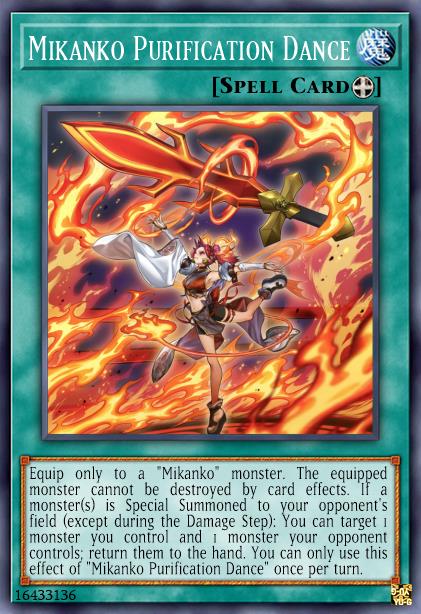 MIKANKO PURIFICATION DANCE 魔
[SPELL CARD]
Equip only to a "Mikanko" monster. The equipped
monster cannot be destroyed by card effects. If a
monster(s) is Special Summoned to your opponent's
field (except during the Damage Step): You can target 1
monster you control and 1 monster your opponent
controls; return them to the hand. You can only use this
effect of "Mikanko Purification Dance" once per turn.
16433136